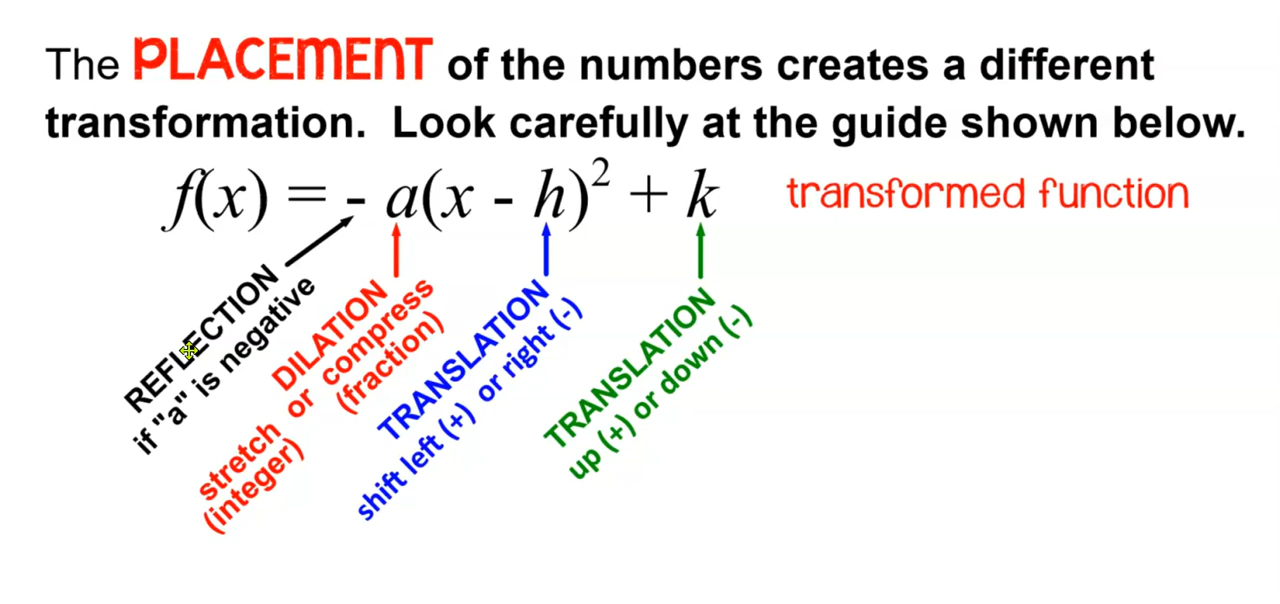 The PLACEMENT of the numbers creates a different
transformation. Look carefully at the guide shown below.
f(x) = - a(x - h)² + k
transformed function
REFLECTION
if "a" is negative
DILATION
stretch or compress
(integer) (fraction)
TRANSLATION
shift left (+) or right (-)
TRANSLATION
up (+) or down (-)